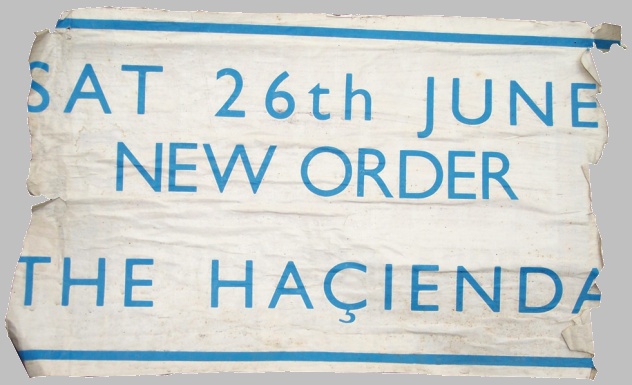 SAT 26th JUNE
NEW ORDER
THE HAÇIENDA